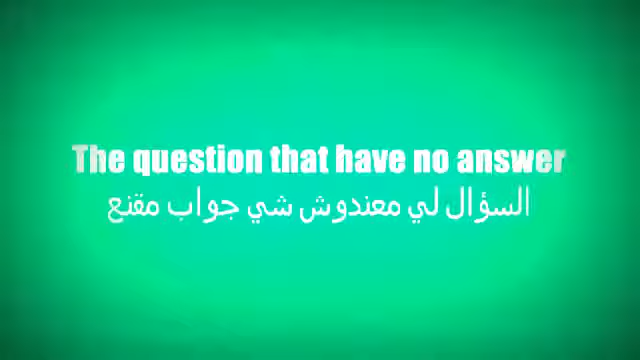 The question that have no answer
السؤال لي معندوش شي جواب مقنع